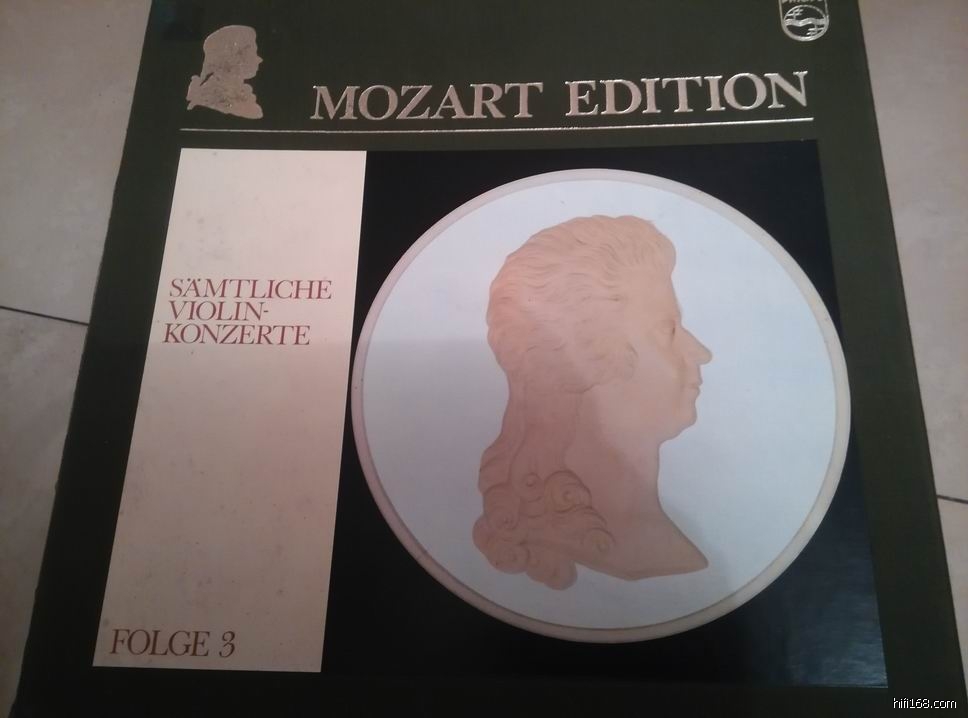 MOZART EDITION
SÄMTLICHE
VIOLIN-
KONZERTE
FOLGE 3
hifi168.com